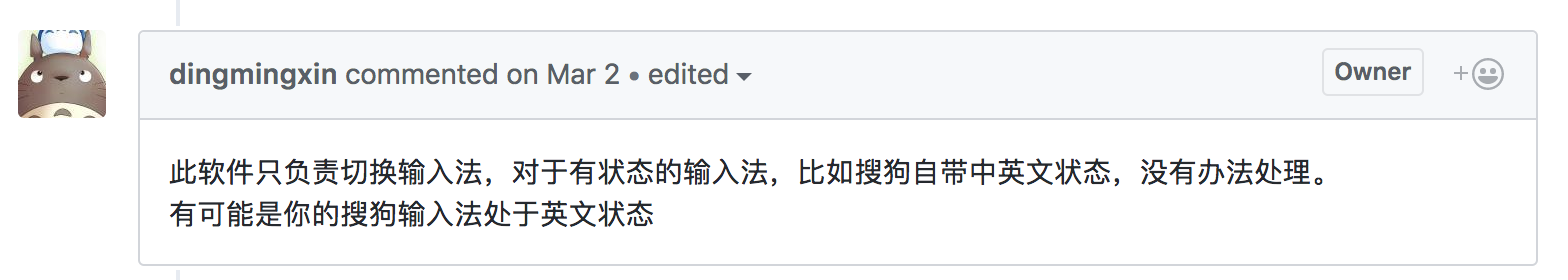 dingmingxin commented on Mar 2 • edited
Owner
此软件只负责切换输入法，对于有状态的输入法，比如搜狗自带中英文状态，没有办法处理。
有可能是你的搜狗输入法处于英文状态